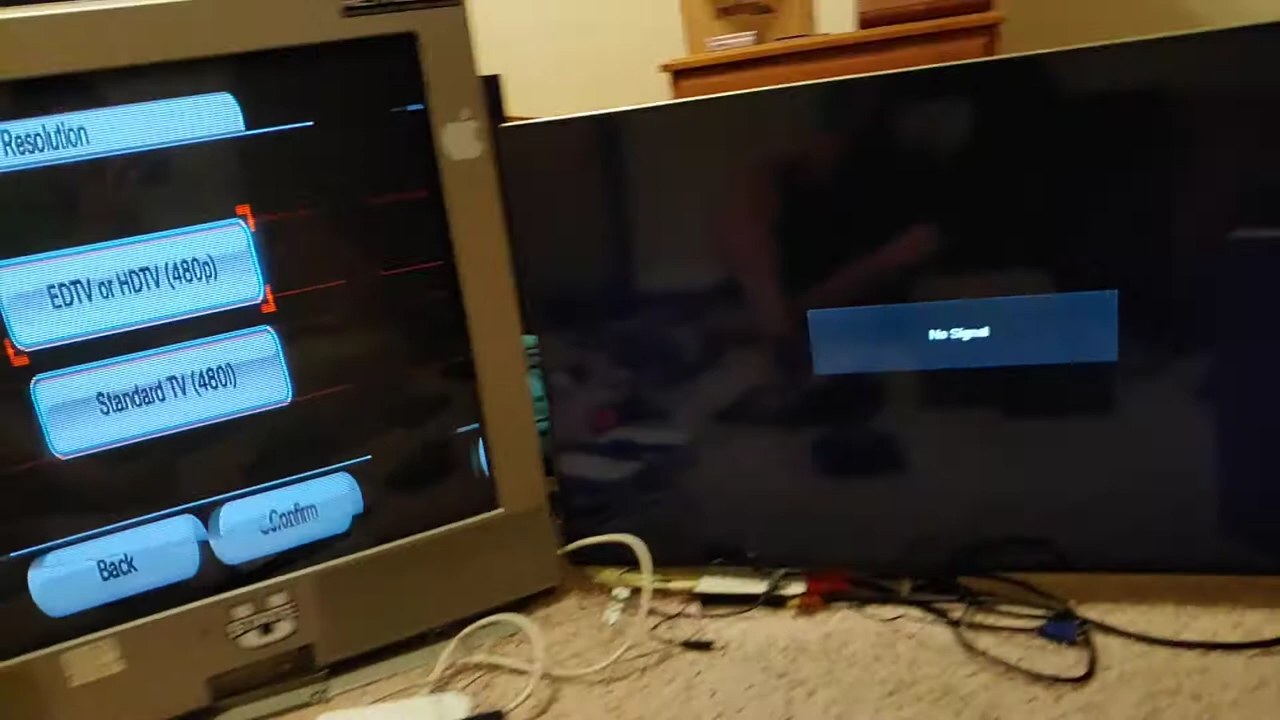 Resolution
EDTV or HDTV (480p)
Standard TV (480i)
Confirm
Back
No Signal